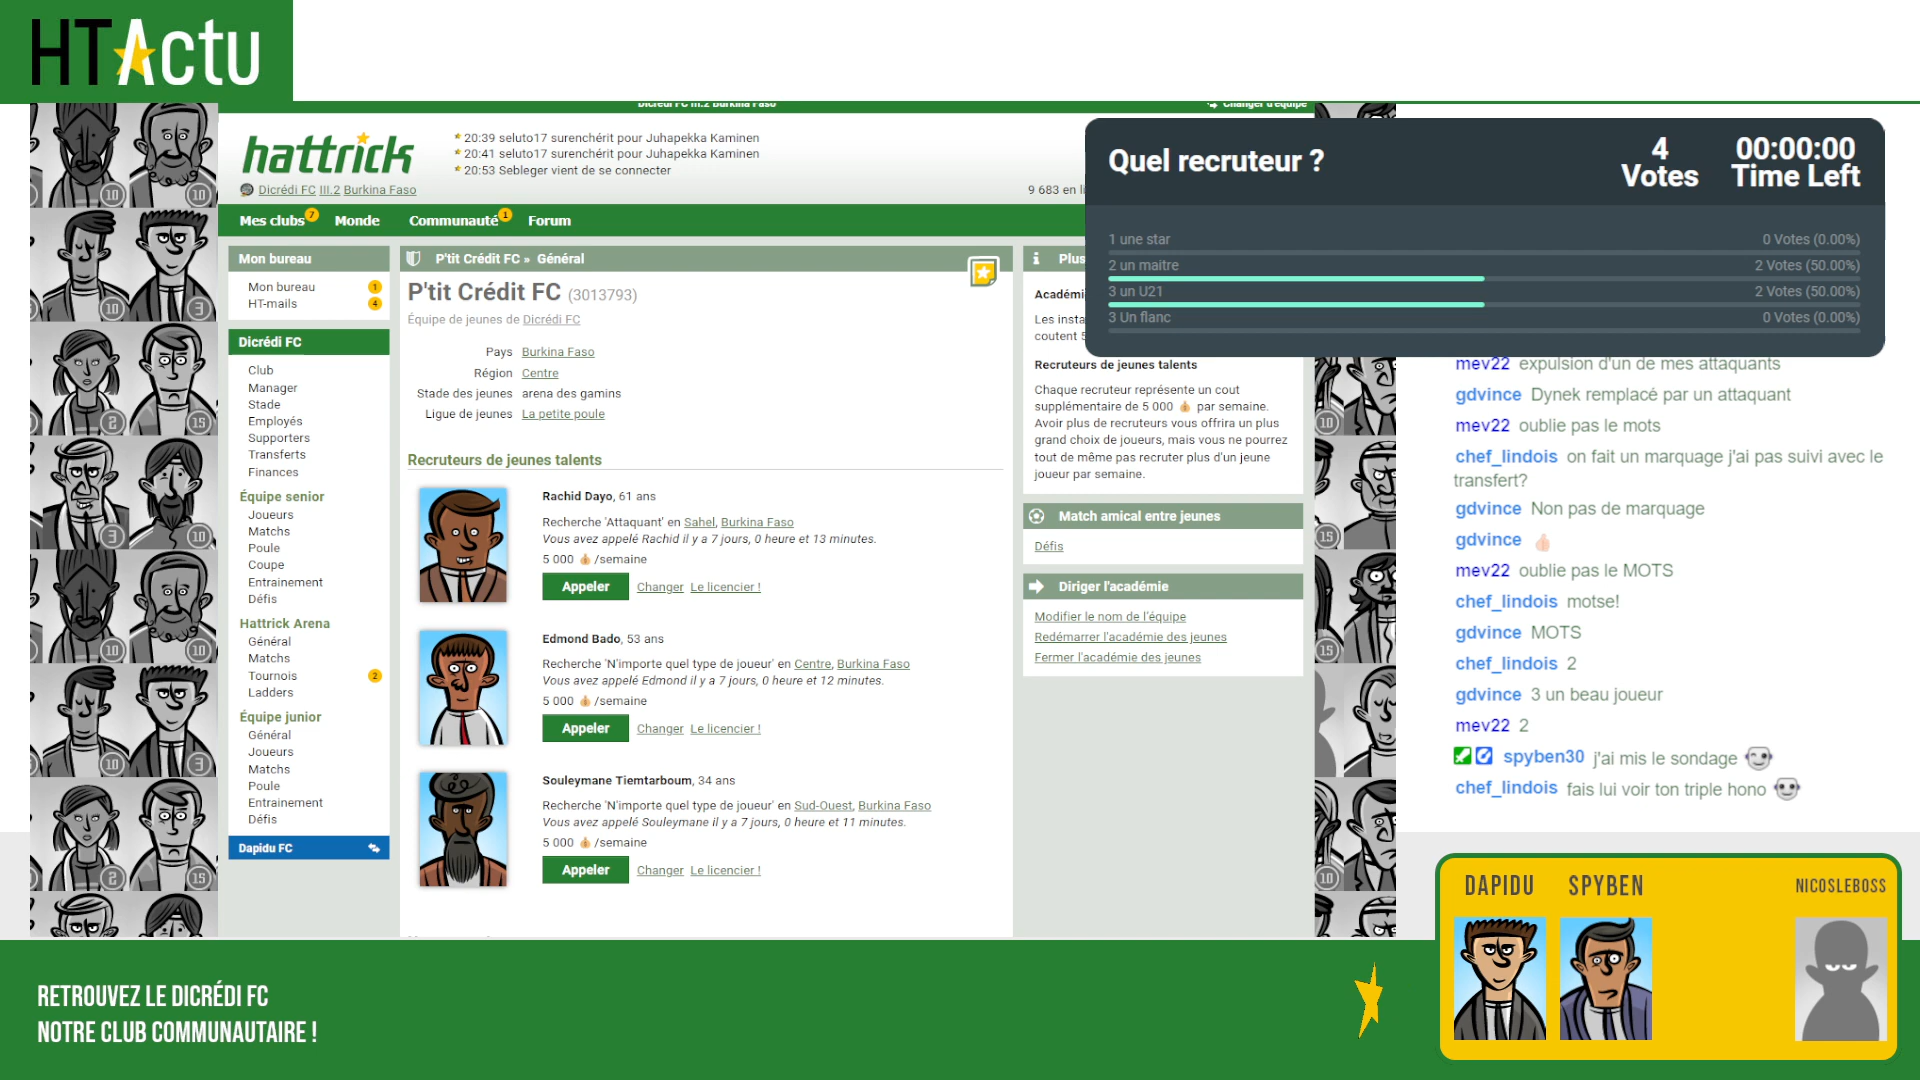 HTActu
Dicrédi FC III.2 Burkina Faso
Changer d'équipe
hattrick
20:39 seluto17 surenchérit pour Juhapekka Kaminen
20:41 seluto17 surenchérit pour Juhapekka Kaminen
20:53 Sebleger vient de se connecter
Dicrédi FC III.2 Burkina Faso
9 683 en li
Mes clubs 7 Monde Communauté 1 Forum
Mon bureau
Mon bureau 1
HT-mails 4
Dicrédi FC
Club
Manager
Stade
Employés
Supporters
Transferts
Finances
Équipe senior
Joueurs
Matchs
Poule
Coupe
Entrainement
Défis
Hattrick Arena
Général
Matchs
Tournois 2
Ladders
Équipe junior
Général
Joueurs
Matchs
Poule
Entrainement
Défis
Dapidu FC
P'tit Crédit FC » Général
P'tit Crédit FC (3013793)
Équipe de jeunes de Dicrédi FC
Pays Burkina Faso
Région Centre
Stade des jeunes arena des gamins
Ligue de jeunes La petite poule
Recruteurs de jeunes talents
Rachid Dayo, 61 ans
Recherche 'Attaquant' en Sahel, Burkina Faso
Vous avez appelé Rachid il y a 7 jours, 0 heure et 13 minutes.
5 000 /semaine
Appeler Changer Le licencier !
Edmond Bado, 53 ans
Recherche 'N'importe quel type de joueur' en Centre, Burkina Faso
Vous avez appelé Edmond il y a 7 jours, 0 heure et 12 minutes.
5 000 /semaine
Appeler Changer Le licencier !
Souleymane Tiemtarboum, 34 ans
Recherche 'N'importe quel type de joueur' en Sud-Ouest, Burkina Faso
Vous avez appelé Souleymane il y a 7 jours, 0 heure et 11 minutes.
5 000 /semaine
Appeler Changer Le licencier !
Plus
Académi
Les insta
coutent 5
Recruteurs de jeunes talents
Chaque recruteur représente un cout
supplémentaire de 5 000 par semaine.
Avoir plus de recruteurs vous offrira un plus
grand choix de joueurs, mais vous ne pourrez
tout de même pas recruter plus d'un jeune
joueur par semaine.
Match amical entre jeunes
Défis
Diriger l'académie
Modifier le nom de l'équipe
Redémarrer l'académie des jeunes
Fermer l'académie des jeunes
Quel recruteur ?
4 Votes
00:00:00 Time Left
1 une star 0 Votes (0.00%)
2 un maitre 2 Votes (50.00%)
3 un U21 2 Votes (50.00%)
3 Un flanc 0 Votes (0.00%)
mev22 expulsion d'un de mes attaquants
gdvince Dynek remplacé par un attaquant
mev22 oublie pas le mots
chef_lindois on fait un marquage j'ai pas suivi avec le
transfert?
gdvince Non pas de marquage
gdvince 👍
mev22 oublie pas le MOTS
chef_lindois motse!
gdvince MOTS
chef_lindois 2
gdvince 3 un beau joueur
mev22 2
spyben30 j'ai mis le sondage
chef_lindois fais lui voir ton triple hono
DAPIDU SPYBEN NICOSLEBOSS
RETROUVEZ LE DICRÉDI FC
NOTRE CLUB COMMUNAUTAIRE !